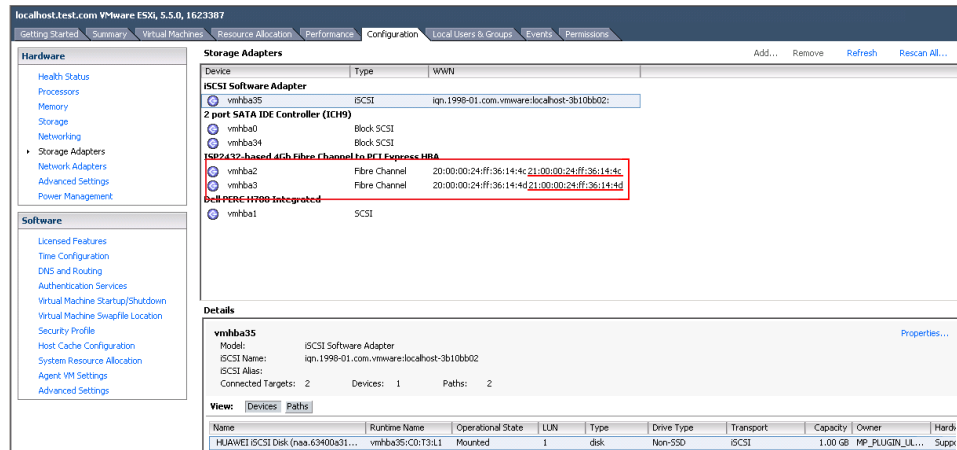 localhost.test.com VMware ESXi, 5.5.0, 1623387
Getting Started Summary Virtual Machines Resource Allocation Performance Configuration Local Users & Groups Events Permissions
Hardware
Health Status
Processors
Memory
Storage
Networking
Storage Adapters
Network Adapters
Advanced Settings
Power Management
Software
Licensed Features
Time Configuration
DNS and Routing
Authentication Services
Virtual Machine Startup/Shutdown
Virtual Machine Swapfile Location
Security Profile
Host Cache Configuration
System Resource Allocation
Agent VM Settings
Advanced Settings
Storage Adapters Add... Remove Refresh Rescan All...
Device Type WWN
iSCSI Software Adapter
vmhba35 iSCSI iqn.1998-01.com.vmware:localhost-3b10bb02:
2 port SATA IDE Controller (ICH9)
vmhba0 Block SCSI
vmhba34 Block SCSI
ISP2432-based 4Gb Fibre Channel to PCI Express HBA
vmhba2 Fibre Channel 20:00:00:24:ff:36:14:4c 21:00:00:24:ff:36:14:4c
vmhba3 Fibre Channel 20:00:00:24:ff:36:14:4d 21:00:00:24:ff:36:14:4d
Dell PERC H700 Integrated
vmhba1 SCSI
Details
vmhba35 Properties...
Model: iSCSI Software Adapter
iSCSI Name: iqn.1998-01.com.vmware:localhost-3b10bb02
iSCSI Alias:
Connected Targets: 2 Devices: 1 Paths: 2
View: Devices Paths
Name Runtime Name Operational State LUN Type Drive Type Transport Capacity Owner Hardw
HUAWEI iSCSI Disk (naa.63400a31... vmhba35:C0:T3:L1 Mounted 1 disk Non-SSD iSCSI 1.00 GB MP_PLUGIN_UL... Suppo